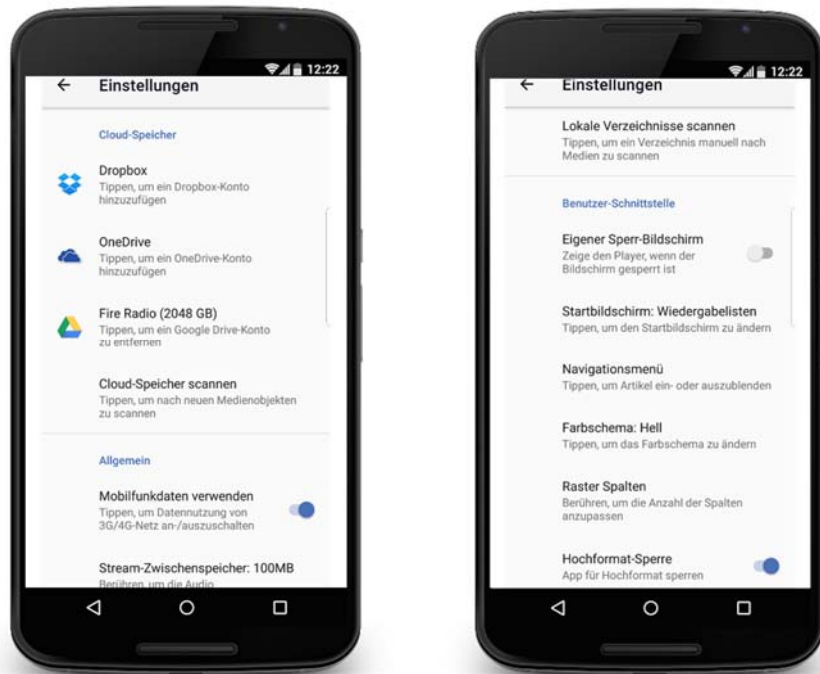 12:22
Einstellungen
Cloud-Speicher
Dropbox
Tippen, um ein Dropbox-Konto
hinzuzufügen
OneDrive
Tippen, um ein OneDrive-Konto
hinzuzufügen
Fire Radio (2048 GB)
Tippen, um ein Google Drive-Konto
zu entfernen
Cloud-Speicher scannen
Tippen, um nach neuen Medienobjekten
zu scannen
Allgemein
Mobilfunkdaten verwenden
Tippen, um Datennutzung von
3G/4G-Netz an-/auszuschalten
Stream-Zwischenspeicher: 100MB
Berühren, um die Audio
12:22
Einstellungen
Lokale Verzeichnisse scannen
Tippen, um ein Verzeichnis manuell nach
Medien zu scannen
Benutzer-Schnittstelle
Eigener Sperr-Bildschirm
Zeige den Player, wenn der
Bildschirm gesperrt ist
Startbildschirm: Wiedergabelisten
Tippen, um den Startbildschirm zu ändern
Navigationsmenü
Tippen, um Artikel ein- oder auszublenden
Farbschema: Hell
Tippen, um das Farbschema zu ändern
Raster Spalten
Berühren, um die Anzahl der Spalten
anzupassen
Hochformat-Sperre
App für Hochformat sperren